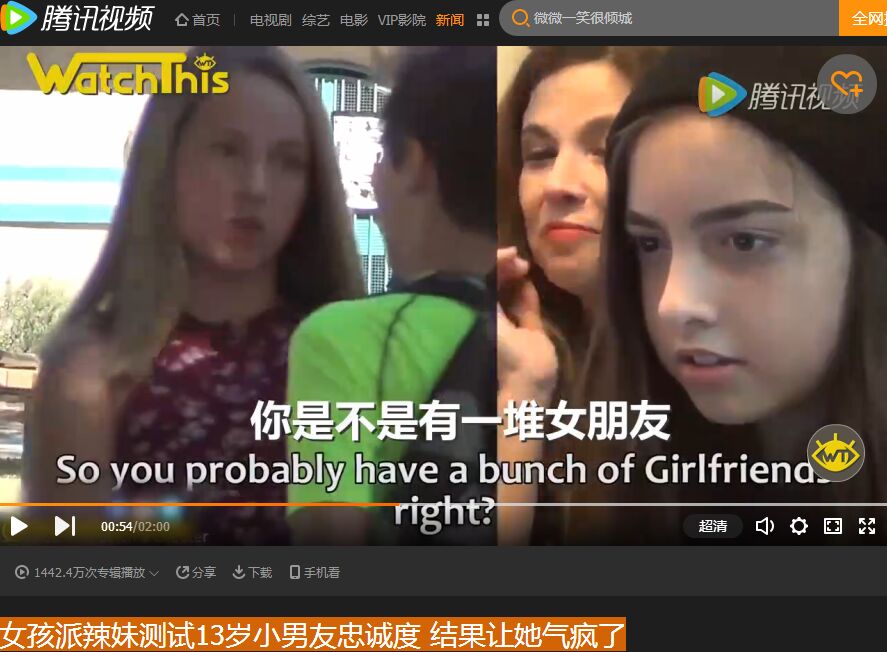 腾讯视频 首页 电视剧 综艺 电影 VIP影院 新闻 微微一笑很倾城 全网
WatchThis
腾讯视频
你是不是有一堆女朋友
So you probably have a bunch of Girlfriends
WT
right?
00:54/02:00 超清
1442.4万次专辑播放 分享 下载 手机看
女孩派辣妹测试13岁小男友忠诚度 结果让她气疯了